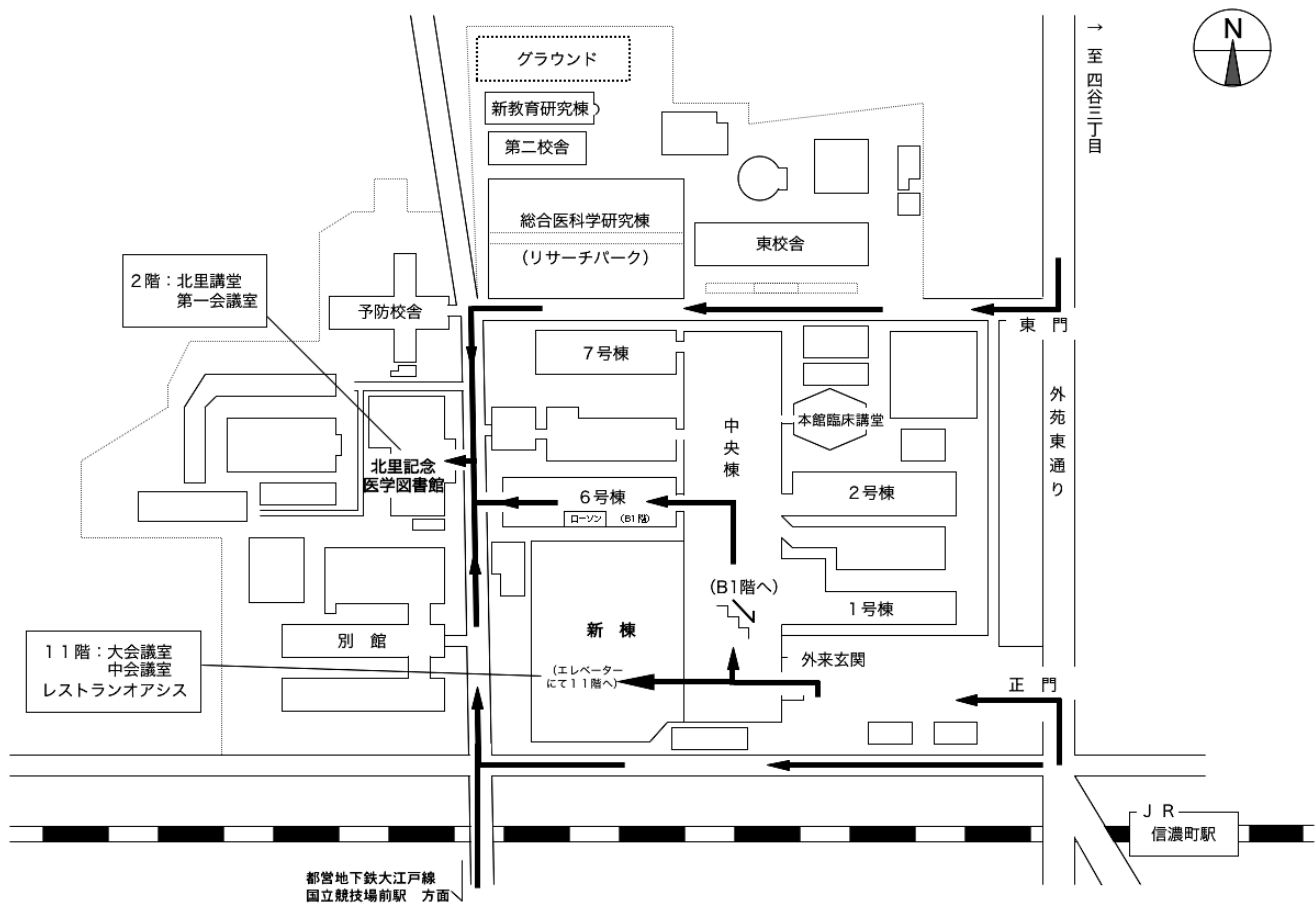 N
→ 至 四谷三丁目
グラウンド
新教育研究棟
第二校舎
総合医科学研究棟
(リサーチパーク)
東校舎
2階:北里講堂
第一会議室
予防校舎
東 門
7号棟
外苑東通り
本館臨床講堂
中央棟
北里記念
医学図書館
6号棟
ローソン (B1階)
2号棟
(B1階へ)
1号棟
新 棟
別 館
11階:大会議室
中会議室
レストランオアシス
(エレベーター
にて11階へ)
外来玄関
正 門
JR
信濃町駅
都営地下鉄大江戸線
国立競技場前駅 方面